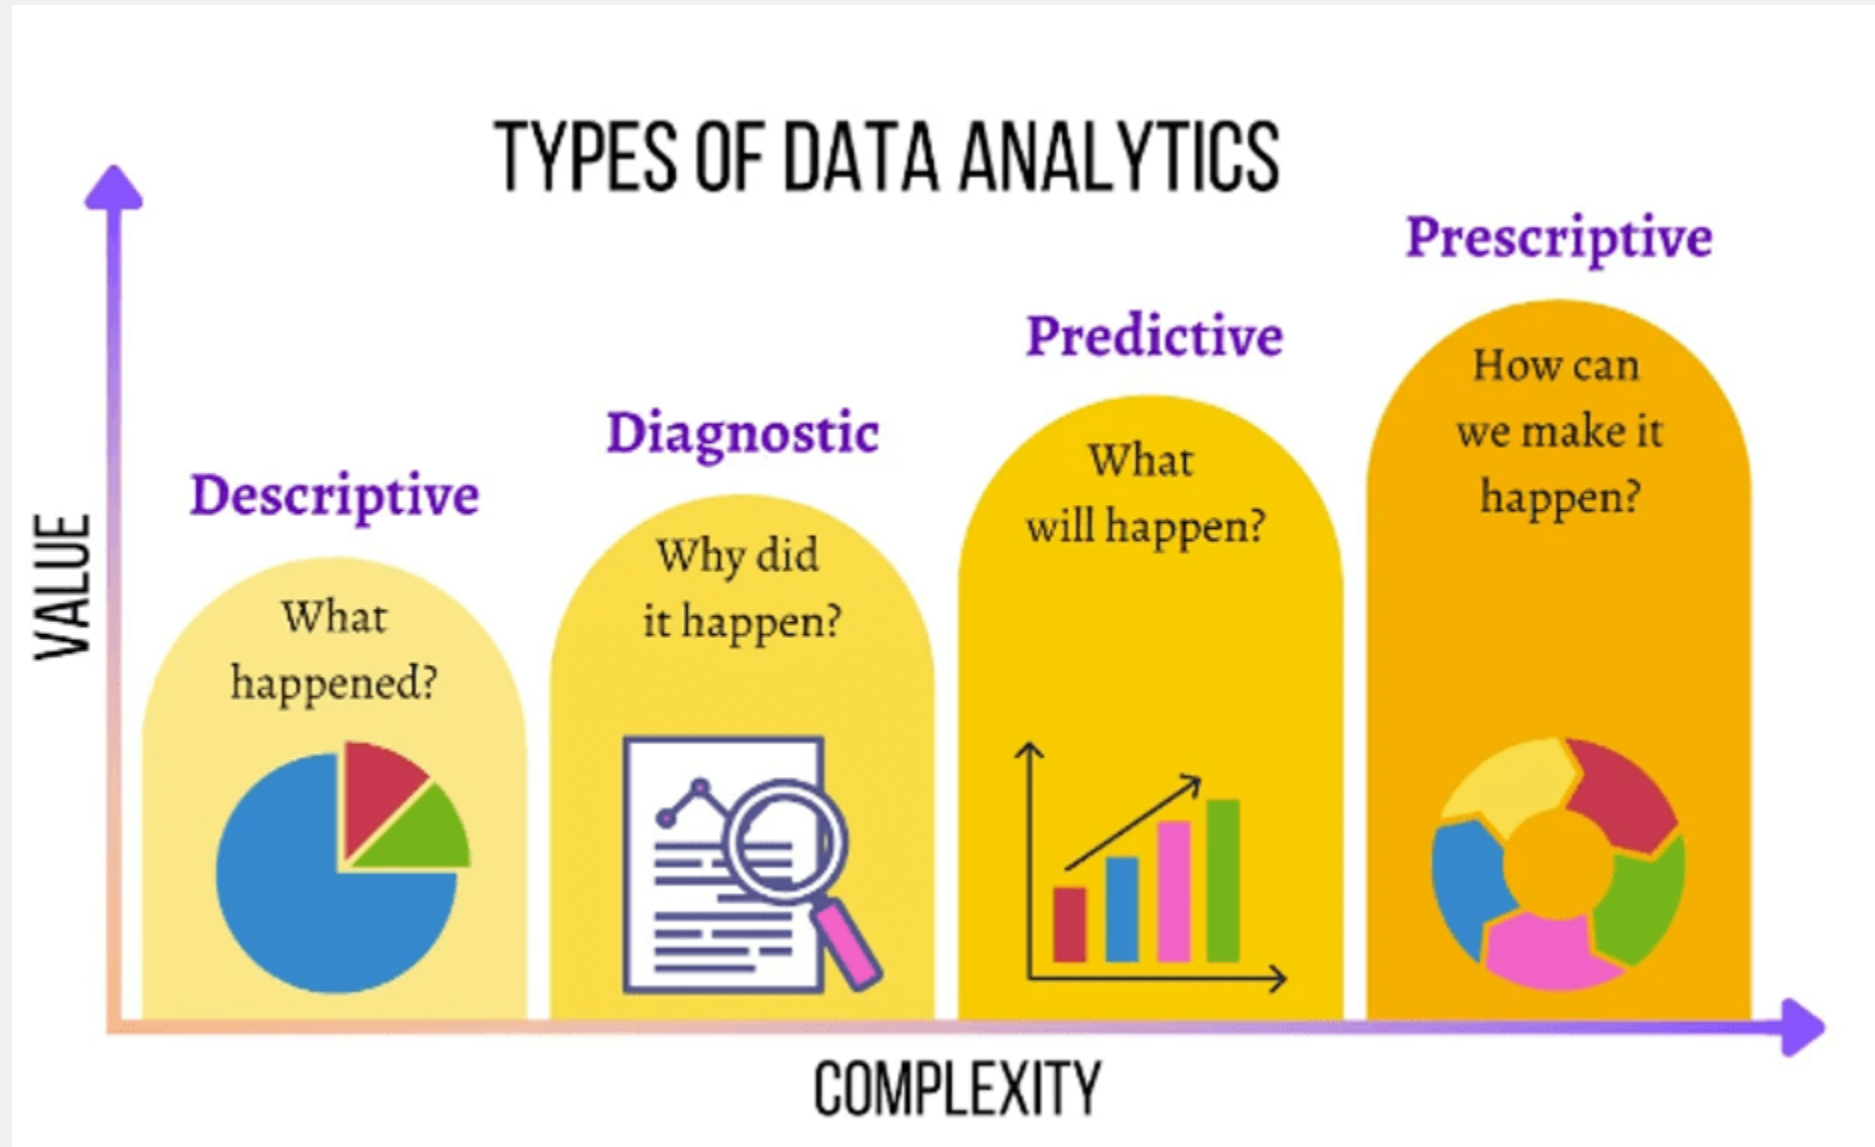 TYPES OF DATA ANALYTICS
VALUE
Descriptive
What
happened?
Diagnostic
Why did
it happen?
Predictive
What
will happen?
Prescriptive
How can
we make it
happen?
COMPLEXITY